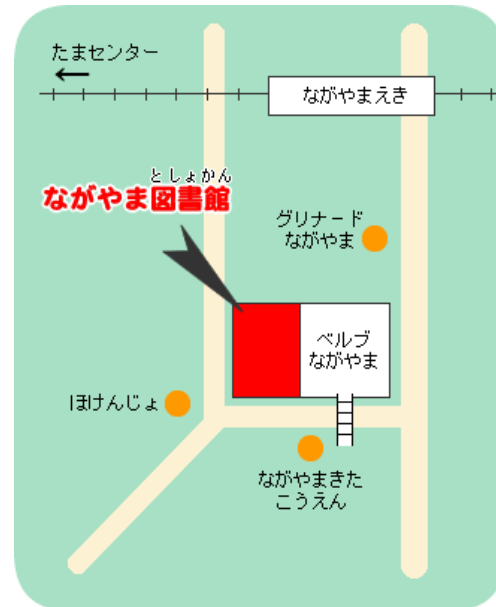 たまセンター
←
ながやまえき
としょかん
ながやま図書館
グリナード
ながやま
ベルブ
ながやま
ほけんじょ
ながやまきた
こうえん